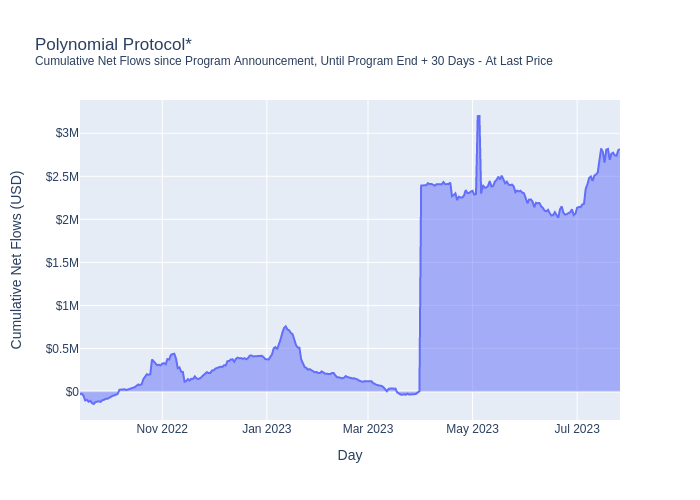 Polynomial Protocol*
Cumulative Net Flows since Program Announcement, Until Program End + 30 Days - At Last Price
Cumulative Net Flows (USD)
$3M
$2.5M
$2M
$1.5M
$1M
$0.5M
$0
Nov 2022
Jan 2023
Mar 2023
May 2023
Jul 2023
Day